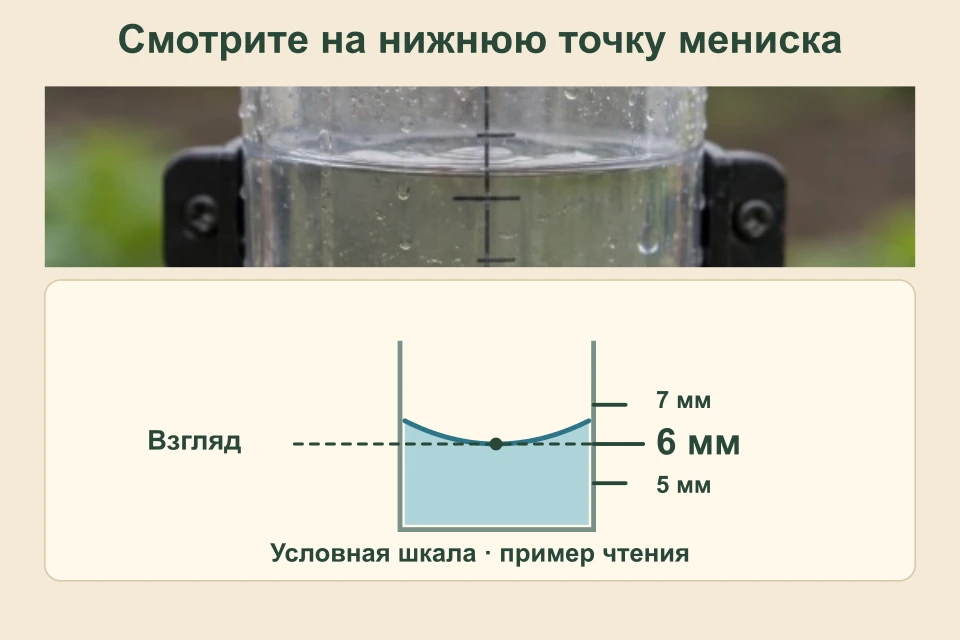 Смотрите на нижнюю точку мениска
7 мм
Взгляд
6 мм
5 мм
Условная шкала · пример чтения